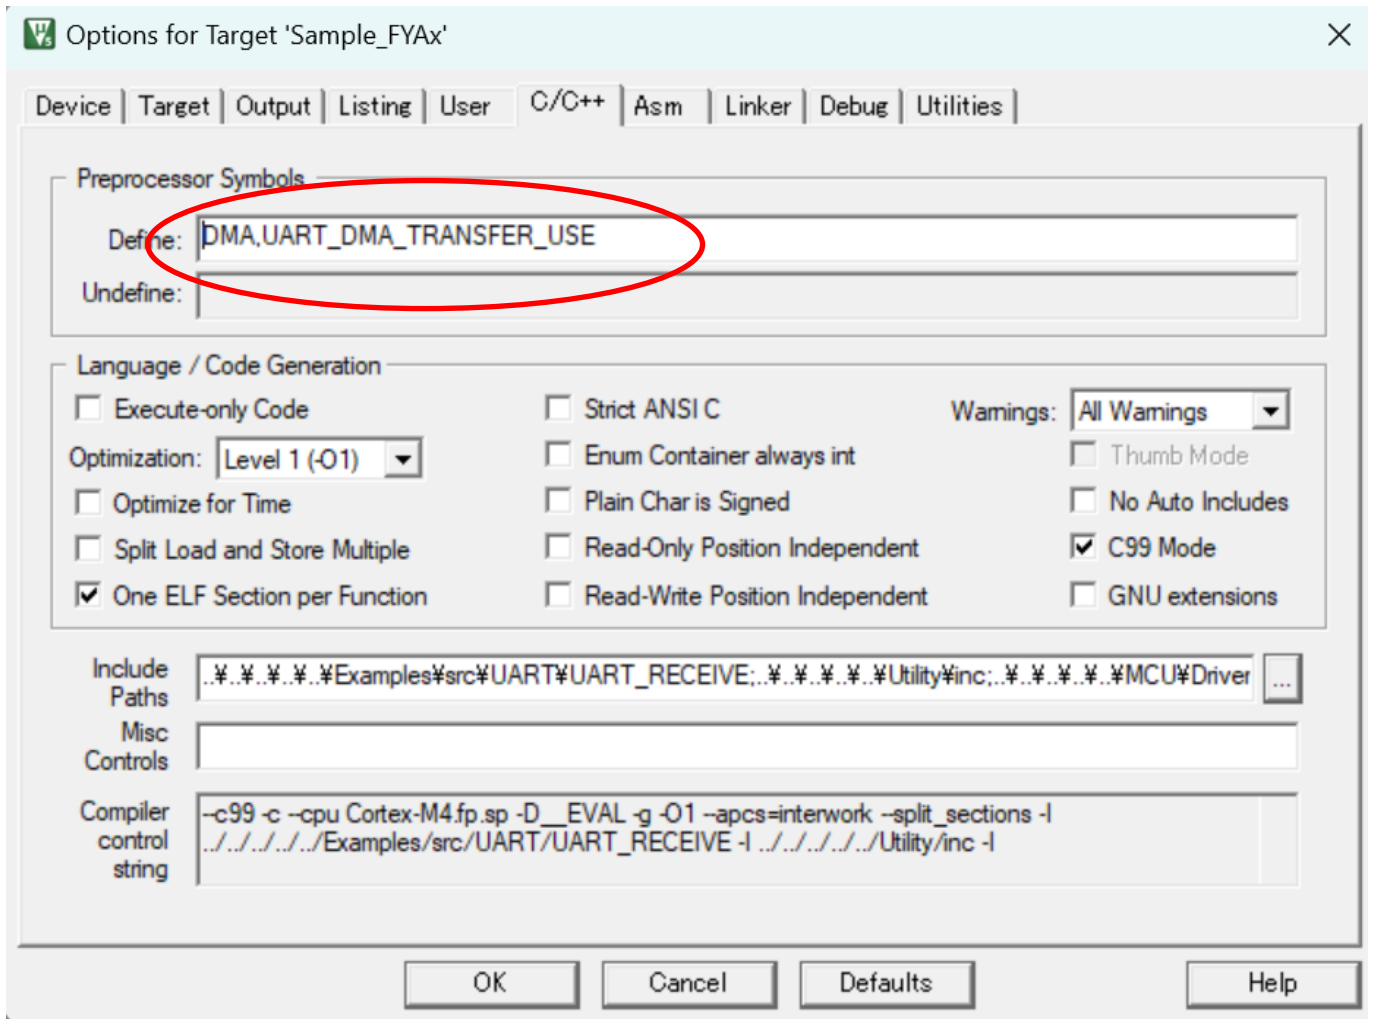 Options for Target 'Sample_FYAx'
Device Target Output Listing User C/C++ Asm Linker Debug Utilities
Preprocessor Symbols
Define: DMA,UART_DMA_TRANSFER_USE
Undefine:
Language / Code Generation
Execute-only Code Strict ANSI C Warnings: All Warnings
Optimization: Level 1 (-O1) Enum Container always int Thumb Mode
Optimize for Time Plain Char is Signed No Auto Includes
Split Load and Store Multiple Read-Only Position Independent C99 Mode
One ELF Section per Function Read-Write Position Independent GNU extensions
Include Paths ..¥..¥..¥..¥..¥Examples¥src¥UART¥UART_RECEIVE;..¥..¥..¥..¥..¥Utility¥inc;..¥..¥..¥..¥..¥MCU¥Driver ...
Misc Controls
Compiler control string --c99 -c --cpu Cortex-M4.fp.sp -D__EVAL -g -O1 --apcs=interwork --split_sections -I
../../../../../Examples/src/UART/UART_RECEIVE -I ../../../../../Utility/inc -I
OK Cancel Defaults Help